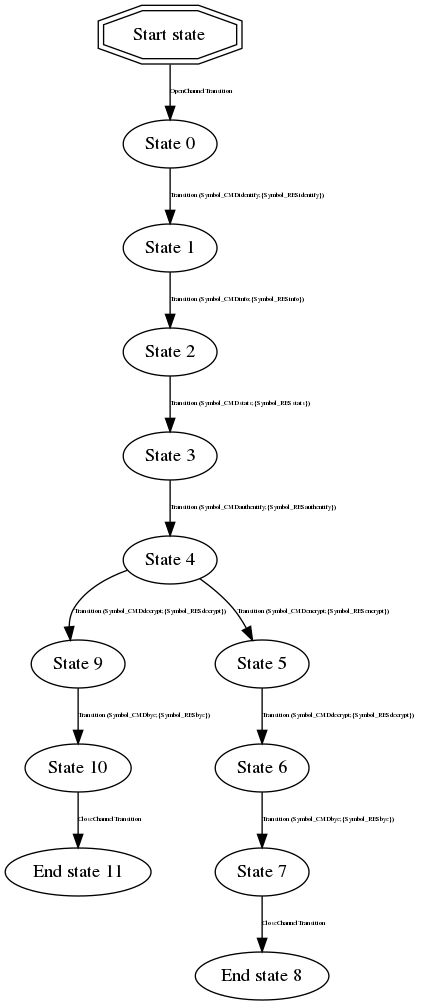 Start state
OpenChannelTransition
State 0
Transition (Symbol_CMDidentify;{Symbol_RESidentify})
State 1
Transition (Symbol_CMDinfo;{Symbol_RESinfo})
State 2
Transition (Symbol_CMDstats;{Symbol_RESstats})
State 3
Transition (Symbol_CMDauthentify;{Symbol_RESauthentify})
State 4
Transition (Symbol_CMDdecrypt;{Symbol_RESdecrypt})
Transition (Symbol_CMDencrypt;{Symbol_RESencrypt})
State 9
State 5
Transition (Symbol_CMDbye;{Symbol_RESbye})
Transition (Symbol_CMDdecrypt;{Symbol_RESdecrypt})
State 10
State 6
CloseChannelTransition
Transition (Symbol_CMDbye;{Symbol_RESbye})
End state 11
State 7
CloseChannelTransition
End state 8